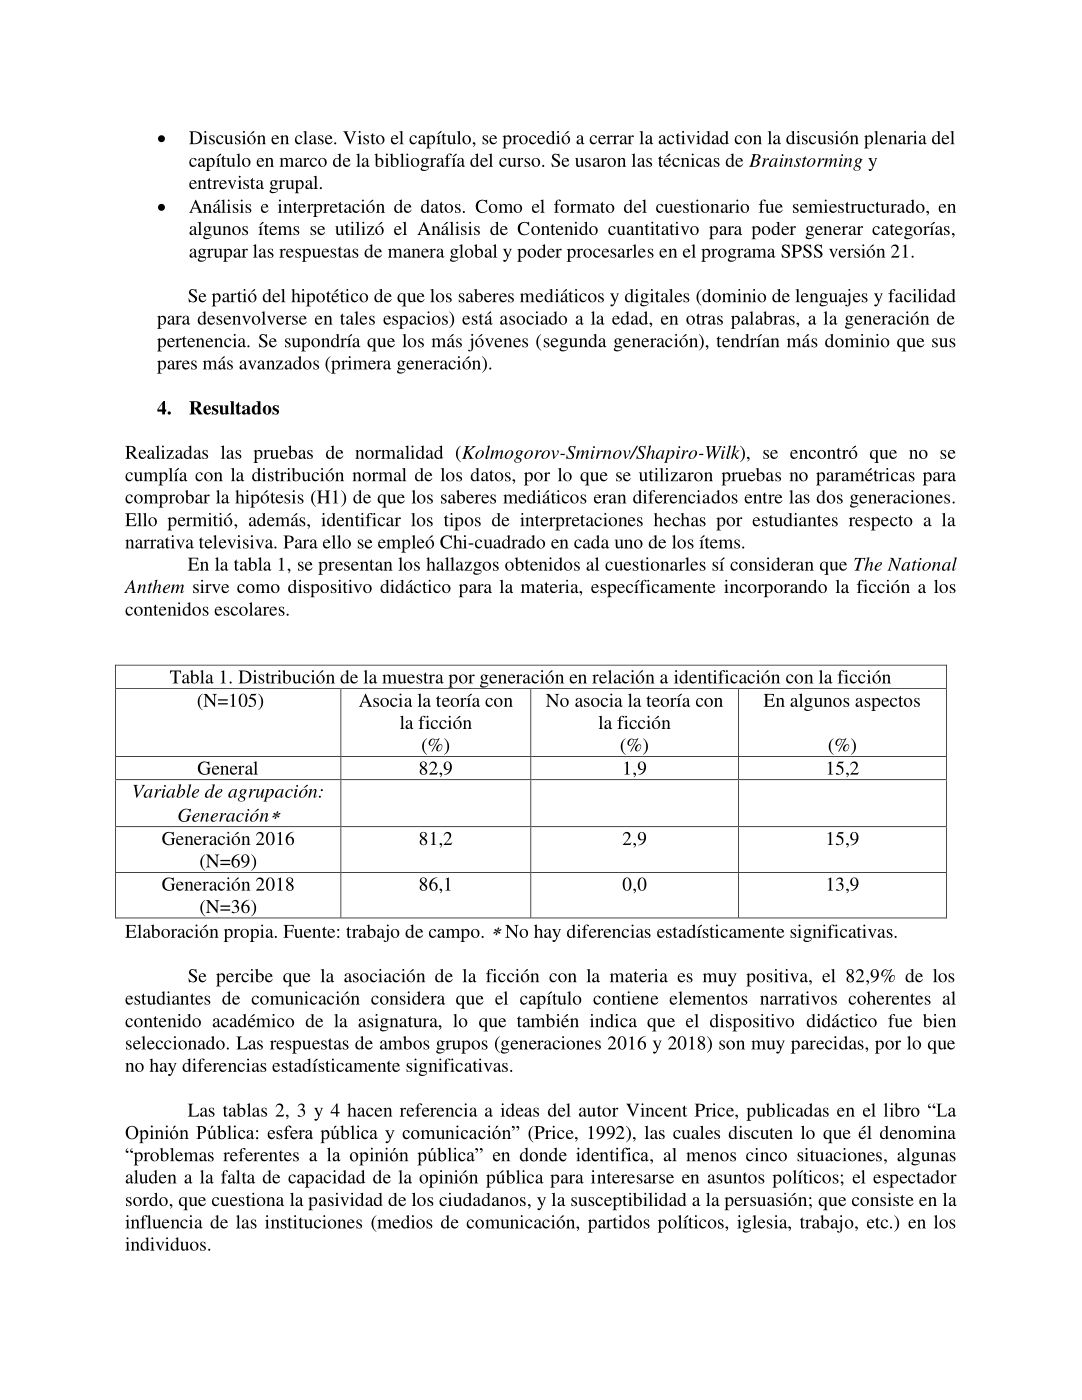 • Discusión en clase. Visto el capítulo, se procedió a cerrar la actividad con la discusión plenaria del
capítulo en marco de la bibliografía del curso. Se usaron las técnicas de Brainstorming y
entrevista grupal.
• Análisis e interpretación de datos. Como el formato del cuestionario fue semiestructurado, en
algunos ítems se utilizó el Análisis de Contenido cuantitativo para poder generar categorías,
agrupar las respuestas de manera global y poder procesarles en el programa SPSS versión 21.
Se partió del hipotético de que los saberes mediáticos y digitales (dominio de lenguajes y facilidad
para desenvolverse en tales espacios) está asociado a la edad, en otras palabras, a la generación de
pertenencia. Se supondría que los más jóvenes (segunda generación), tendrían más dominio que sus
pares más avanzados (primera generación).
4. Resultados
Realizadas las pruebas de normalidad (Kolmogorov-Smirnov/Shapiro-Wilk), se encontró que no se
cumplía con la distribución normal de los datos, por lo que se utilizaron pruebas no paramétricas para
comprobar la hipótesis (H1) de que los saberes mediáticos eran diferenciados entre las dos generaciones.
Ello permitió, además, identificar los tipos de interpretaciones hechas por estudiantes respecto a la
narrativa televisiva. Para ello se empleó Chi-cuadrado en cada uno de los ítems.
En la tabla 1, se presentan los hallazgos obtenidos al cuestionarles sí consideran que The National
Anthem sirve como dispositivo didáctico para la materia, específicamente incorporando la ficción a los
contenidos escolares.
Tabla 1. Distribución de la muestra por generación en relación a identificación con la ficción
(N=105) Asocia la teoría con No asocia la teoría con En algunos aspectos
la ficción la ficción
(%) (%) (%)
General 82,9 1,9 15,2
Variable de agrupación:
Generación*
Generación 2016 81,2 2,9 15,9
(N=69)
Generación 2018 86,1 0,0 13,9
(N=36)
Elaboración propia. Fuente: trabajo de campo. * No hay diferencias estadísticamente significativas.
Se percibe que la asociación de la ficción con la materia es muy positiva, el 82,9% de los
estudiantes de comunicación considera que el capítulo contiene elementos narrativos coherentes al
contenido académico de la asignatura, lo que también indica que el dispositivo didáctico fue bien
seleccionado. Las respuestas de ambos grupos (generaciones 2016 y 2018) son muy parecidas, por lo que
no hay diferencias estadísticamente significativas.
Las tablas 2, 3 y 4 hacen referencia a ideas del autor Vincent Price, publicadas en el libro “La
Opinión Pública: esfera pública y comunicación” (Price, 1992), las cuales discuten lo que él denomina
“problemas referentes a la opinión pública” en donde identifica, al menos cinco situaciones, algunas
aluden a la falta de capacidad de la opinión pública para interesarse en asuntos políticos; el espectador
sordo, que cuestiona la pasividad de los ciudadanos, y la susceptibilidad a la persuasión; que consiste en la
influencia de las instituciones (medios de comunicación, partidos políticos, iglesia, trabajo, etc.) en los
individuos.